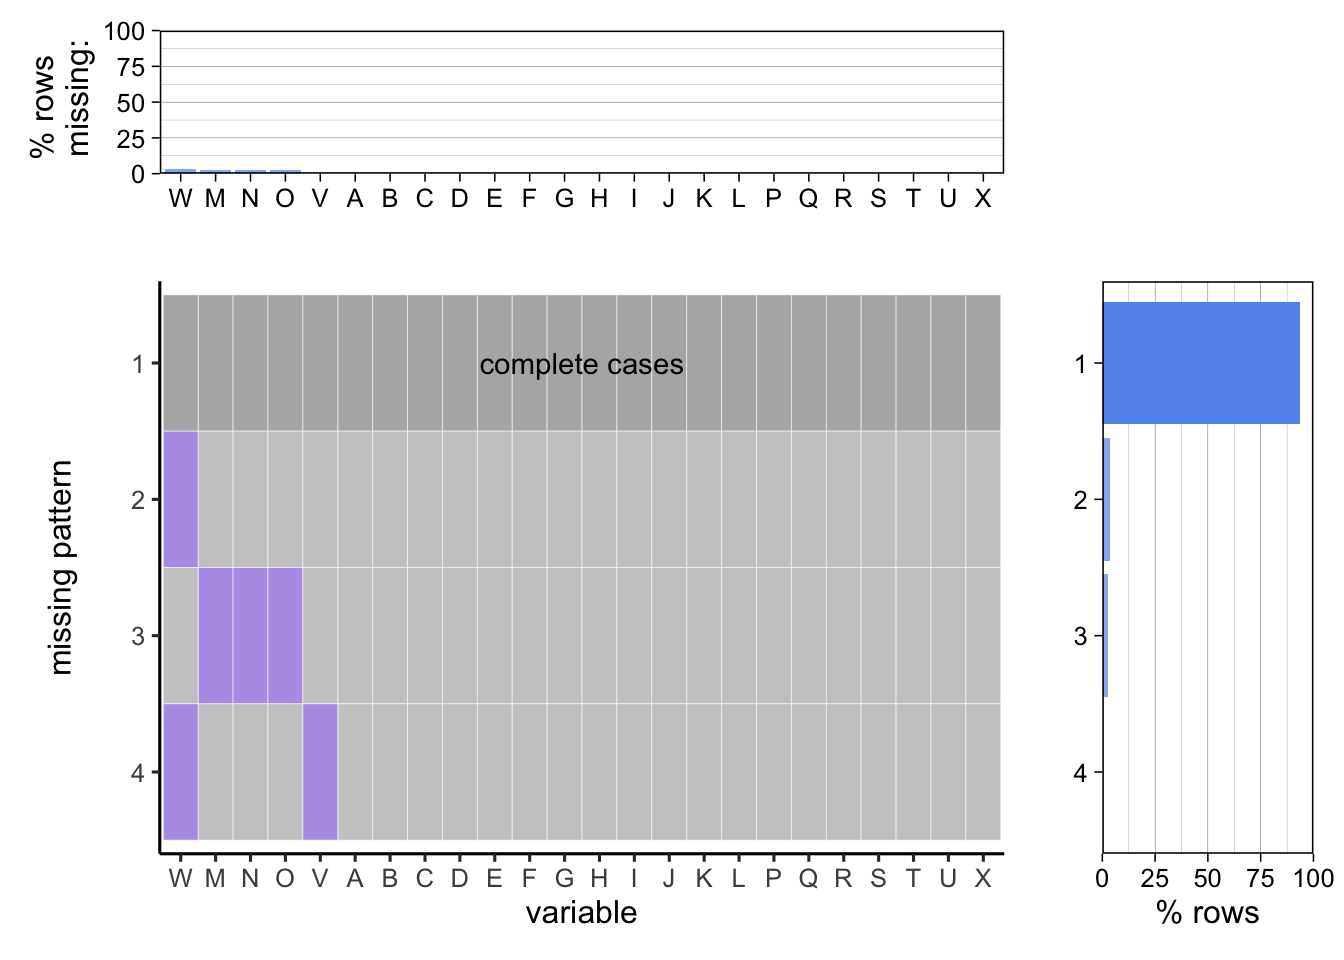 % rows
missing:
100
75
50
25
0
W M N O V A B C D E F G H I J K L P Q R S T U X
missing pattern
1
2
3
4
complete cases
W M N O V A B C D E F G H I J K L P Q R S T U X
variable
1
2
3
4
0 25 50 75 100
% rows